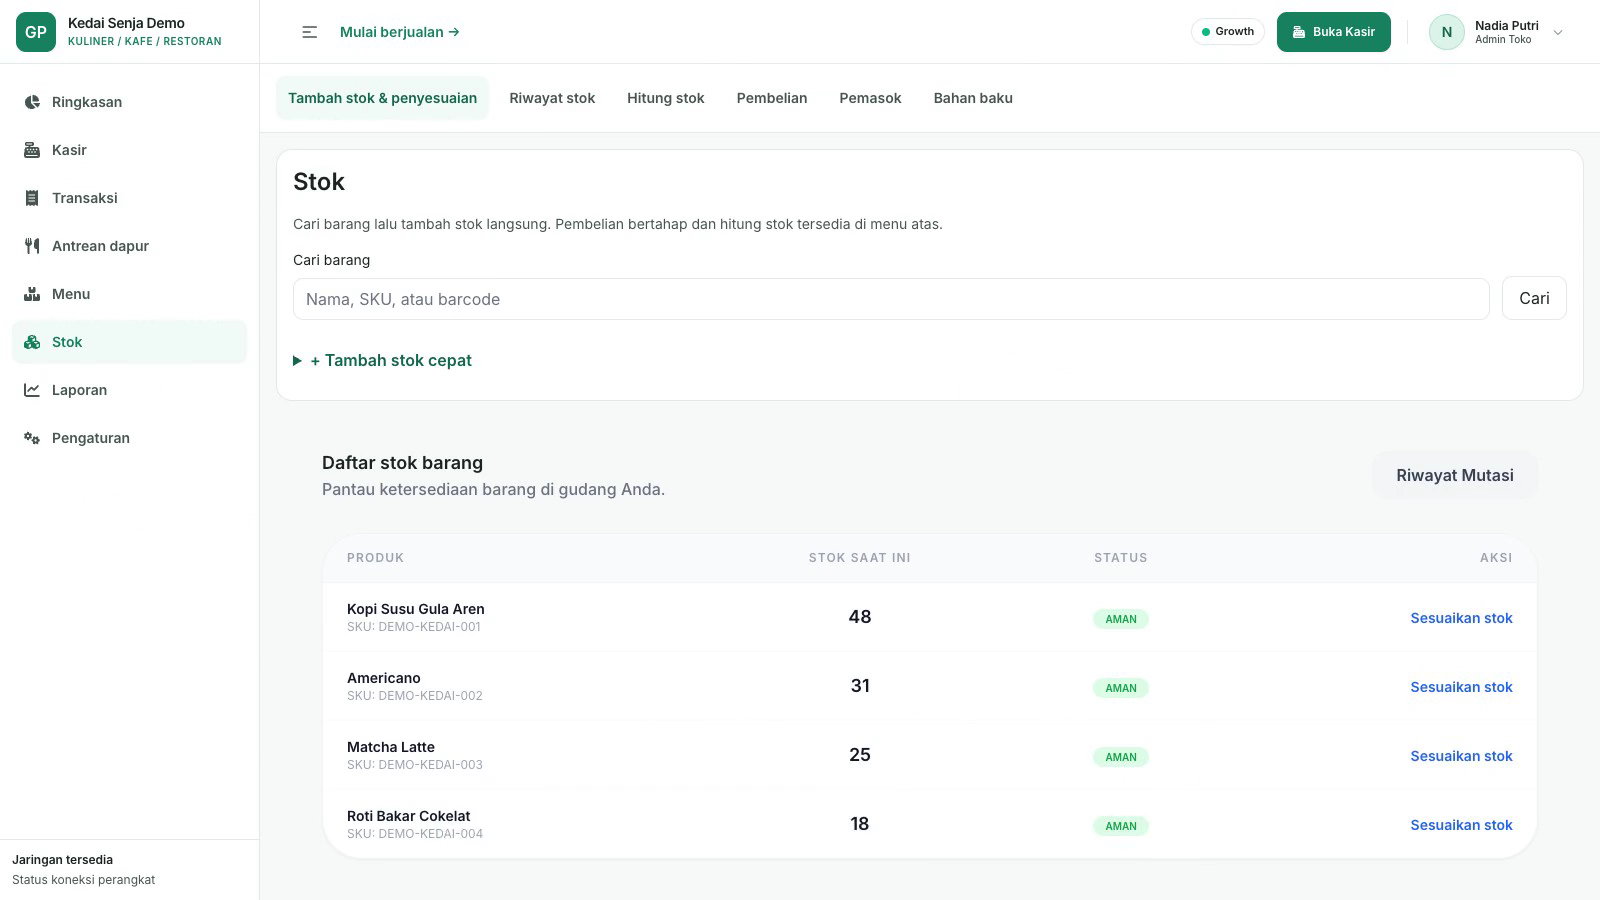 GP
Kedai Senja Demo
KULINER / KAFE / RESTORAN
Mulai berjualan →
Growth
Buka Kasir
N
Nadia Putri
Admin Toko
Ringkasan
Kasir
Transaksi
Antrean dapur
Menu
Stok
Laporan
Pengaturan
Jaringan tersedia
Status koneksi perangkat
Tambah stok & penyesuaian
Riwayat stok
Hitung stok
Pembelian
Pemasok
Bahan baku
Stok
Cari barang lalu tambah stok langsung. Pembelian bertahap dan hitung stok tersedia di menu atas.
Cari barang
Nama, SKU, atau barcode
Cari
+ Tambah stok cepat
Daftar stok barang
Pantau ketersediaan barang di gudang Anda.
Riwayat Mutasi
PRODUK STOK SAAT INI STATUS AKSI
Kopi Susu Gula Aren
SKU: DEMO-KEDAI-001
48 AMAN Sesuaikan stok
Americano
SKU: DEMO-KEDAI-002
31 AMAN Sesuaikan stok
Matcha Latte
SKU: DEMO-KEDAI-003
25 AMAN Sesuaikan stok
Roti Bakar Cokelat
SKU: DEMO-KEDAI-004
18 AMAN Sesuaikan stok